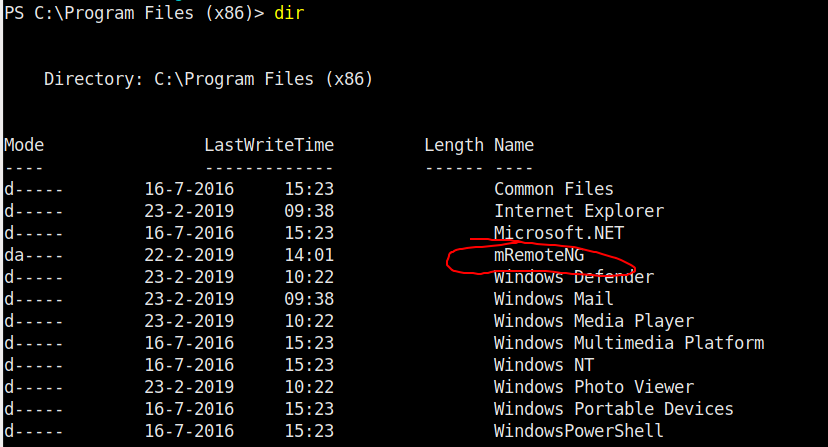 PS C:\Program Files (x86)> dir
Directory: C:\Program Files (x86)
Mode LastWriteTime Length Name
---- ------------- ------ ----
d----- 16-7-2016 15:23 Common Files
d----- 23-2-2019 09:38 Internet Explorer
d----- 16-7-2016 15:23 Microsoft.NET
da---- 22-2-2019 14:01 mRemoteNG
d----- 23-2-2019 10:22 Windows Defender
d----- 23-2-2019 09:38 Windows Mail
d----- 23-2-2019 10:22 Windows Media Player
d----- 16-7-2016 15:23 Windows Multimedia Platform
d----- 16-7-2016 15:23 Windows NT
d----- 23-2-2019 10:22 Windows Photo Viewer
d----- 16-7-2016 15:23 Windows Portable Devices
d----- 16-7-2016 15:23 WindowsPowerShell